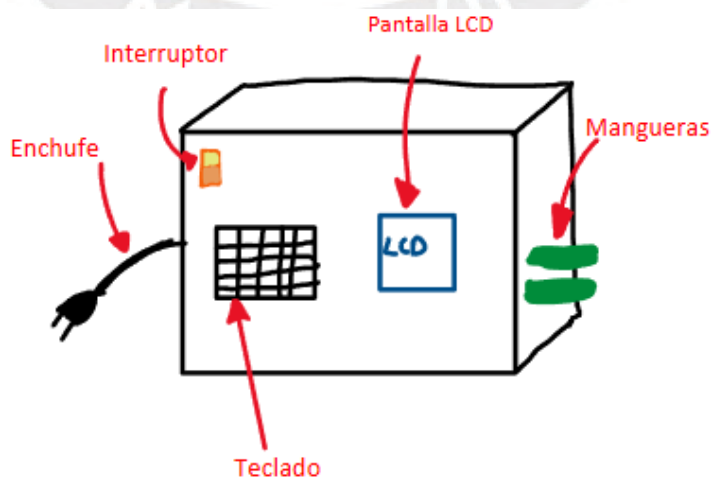 Pantalla LCD
Interruptor
Mangueras
Enchufe
LCD
Teclado